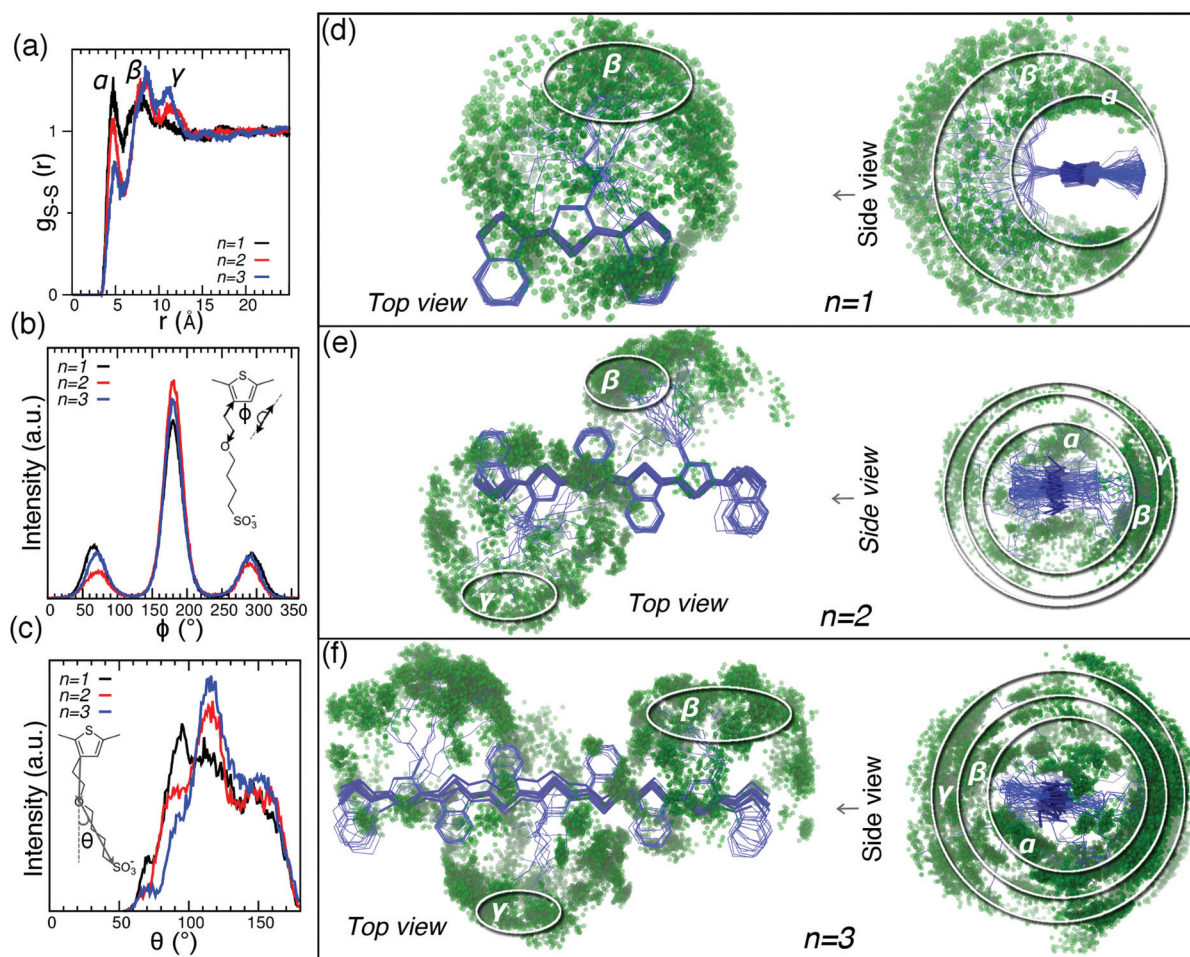 (a)
α
β
γ
g_S-S (r)
1
0
0 5 10 15 20
r (Å)
n=1
n=2
n=3
(b)
n=1
n=2
n=3
S
ϕ
O
SO₃⁻
Intensity (a.u.)
0 50 100 150 200 250 300 360
ϕ (°)
(c)
n=1
n=2
n=3
S
O
θ
SO₃⁻
Intensity (a.u.)
0 50 100 150
θ (°)
(d)
β
Top view
← Side view
n=1
β
α
(e)
β
γ
Top view
← Side view
n=2
α
γ
β
(f)
β
γ
Top view
← Side view
n=3
γ
β
α